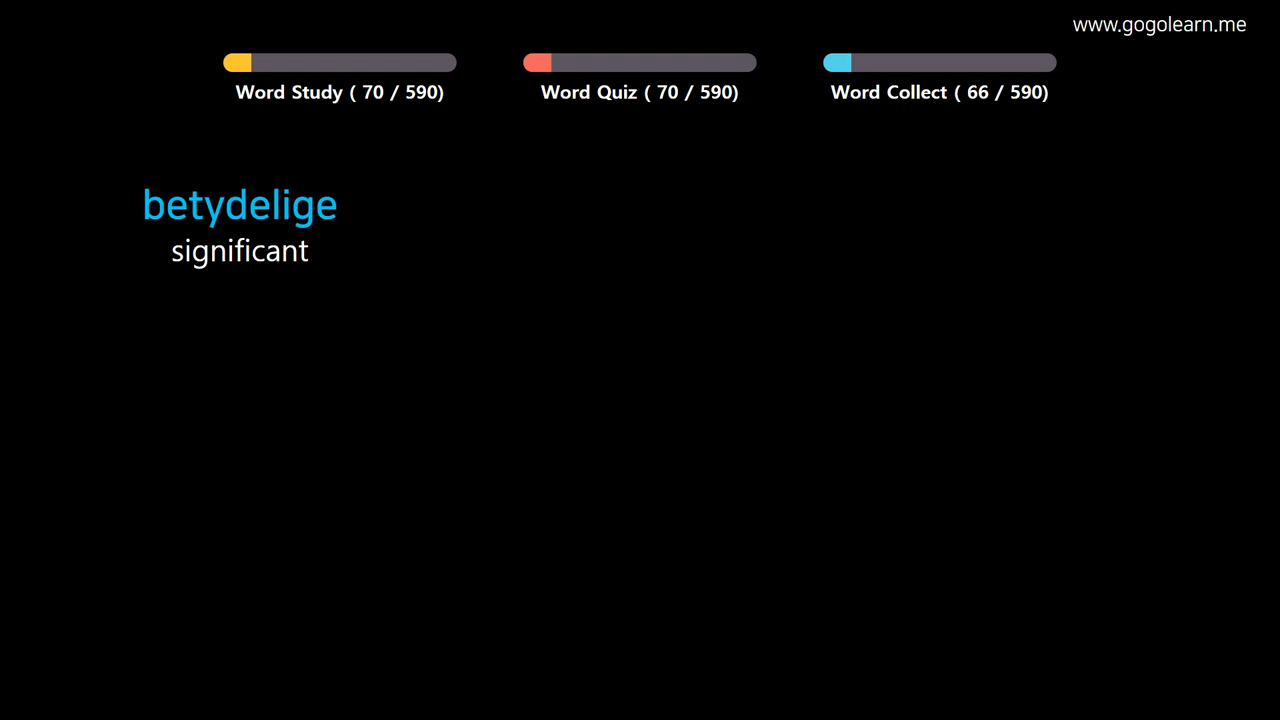 www.gogolearn.me
Word Study ( 70 / 590)
Word Quiz ( 70 / 590)
Word Collect ( 66 / 590)
betydelige
significant